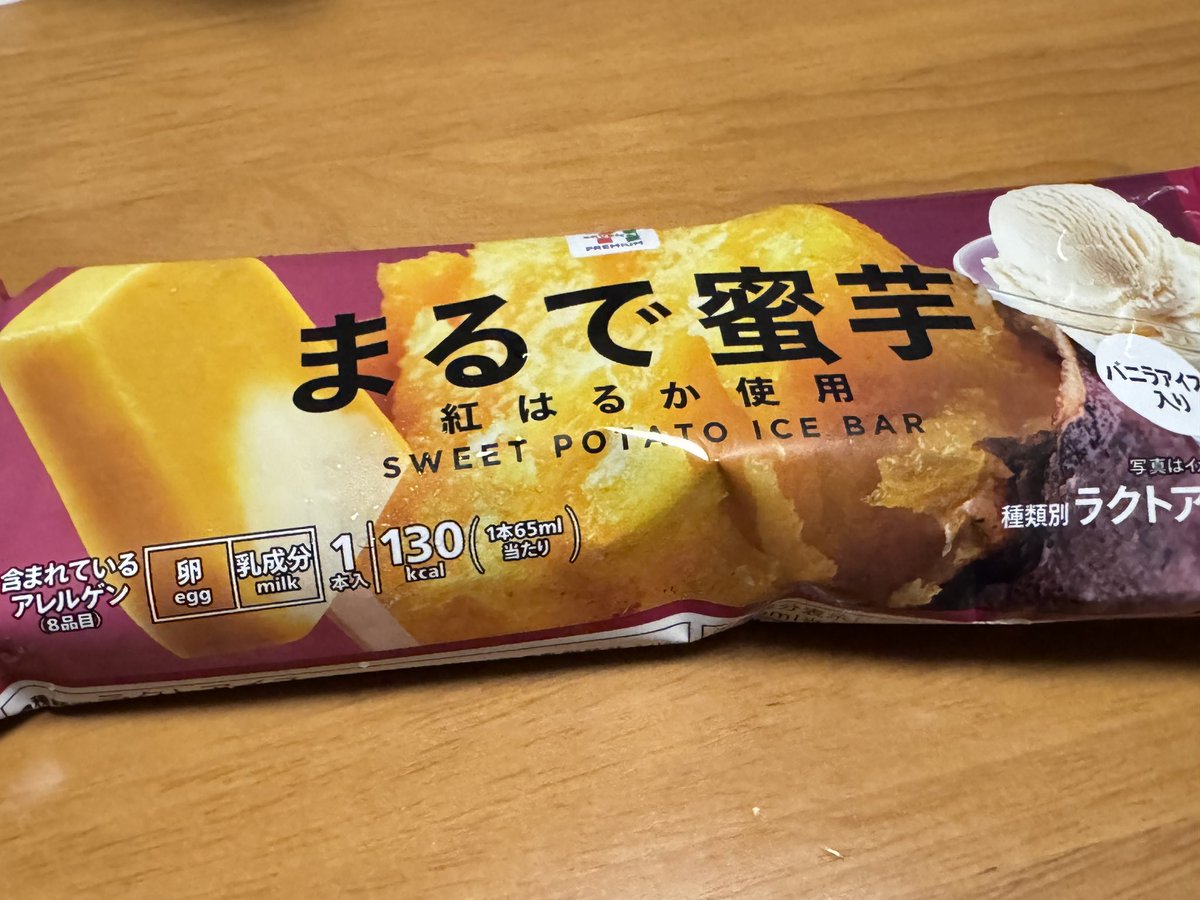 PREMIUM
まるで蜜芋
紅はるか使用
SWEET POTATO ICE BAR
バニラアイス
入り
写真はイ
種類別 ラクトア
含まれている
アレルゲン
(8品目)
卵
egg
乳成分
milk
1
本入
130
kcal
(1本65ml
当たり)